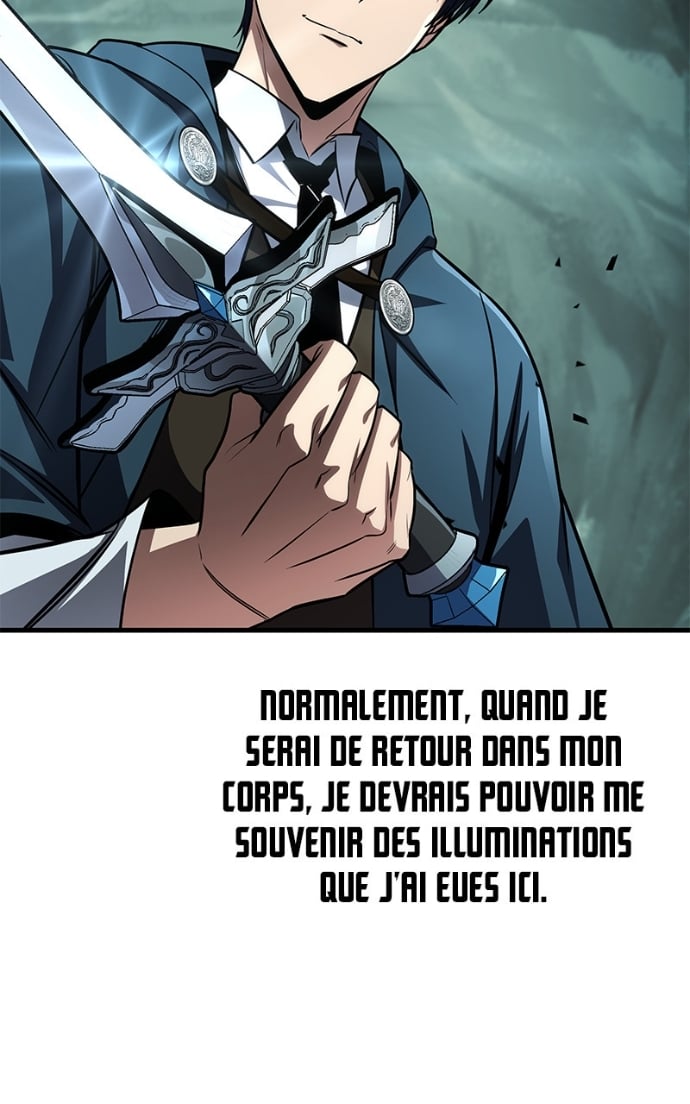 NORMALEMENT, QUAND JE
SERAI DE RETOUR DANS MON
CORPS, JE DEVRAIS POUVOIR ME
SOUVENIR DES ILLUMINATIONS
QUE J'AI EUES ICI.